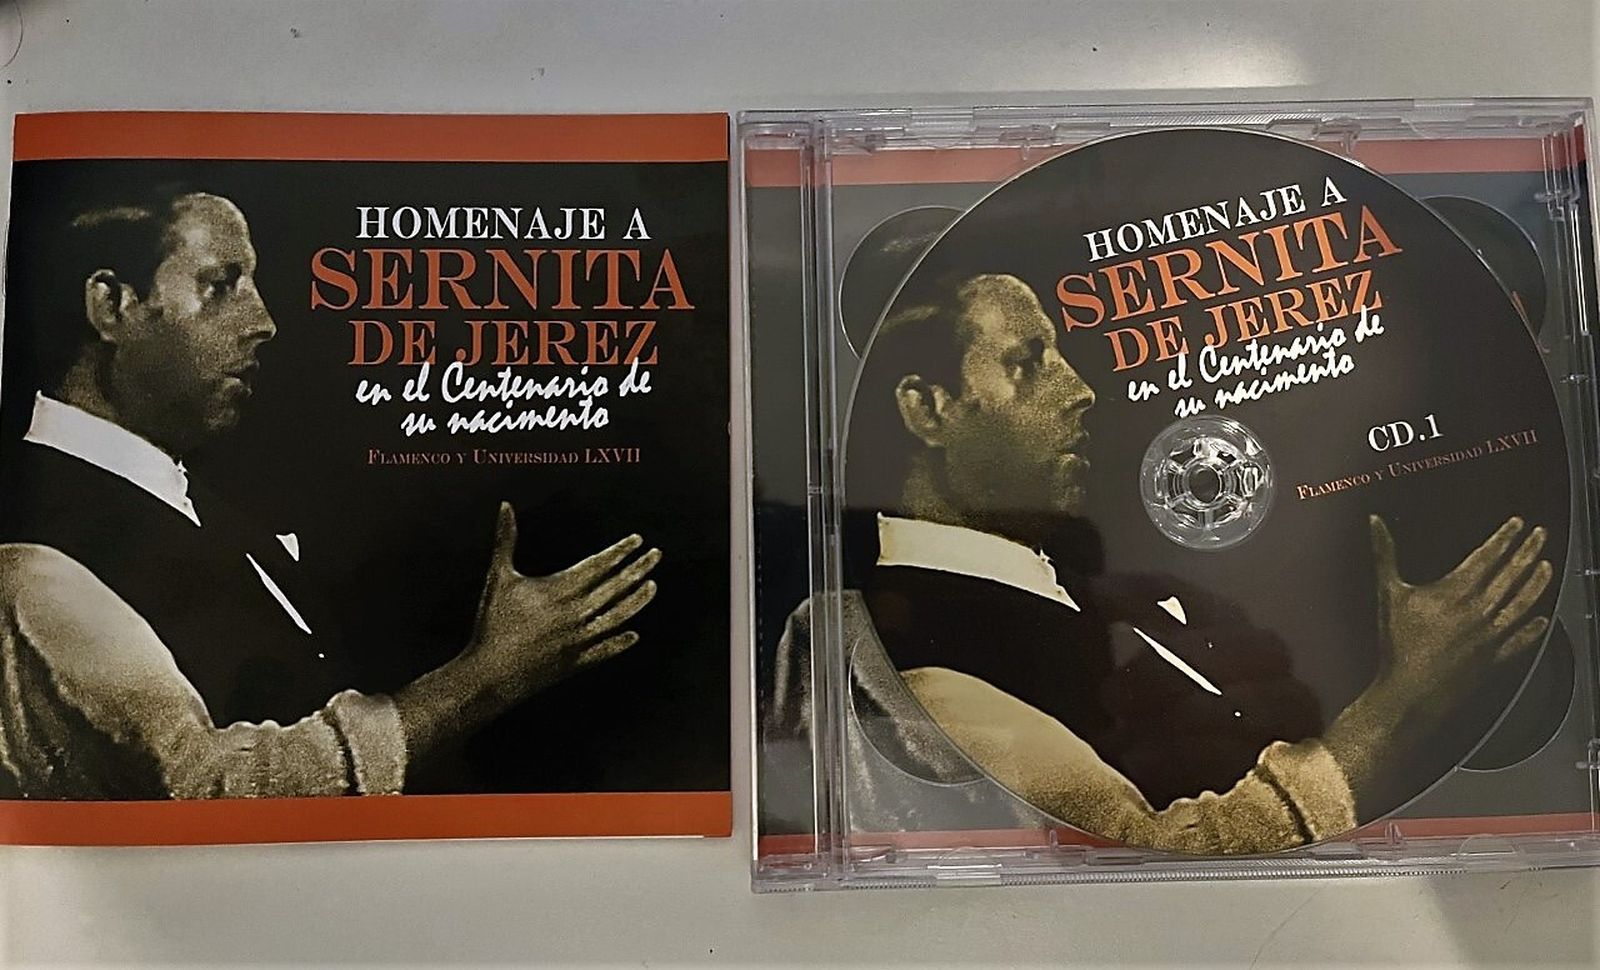 HOMENAJE A
SERNITA
DE JEREZ
en el Centenario de
su nacimento
FLAMENCO Y UNIVERSIDAD LXVII
HOMENAJE A
SERNITA
DE JEREZ
en el Centenario de
su nacimento
CD.1
FLAMENCO Y UNIVERSIDAD LXVII